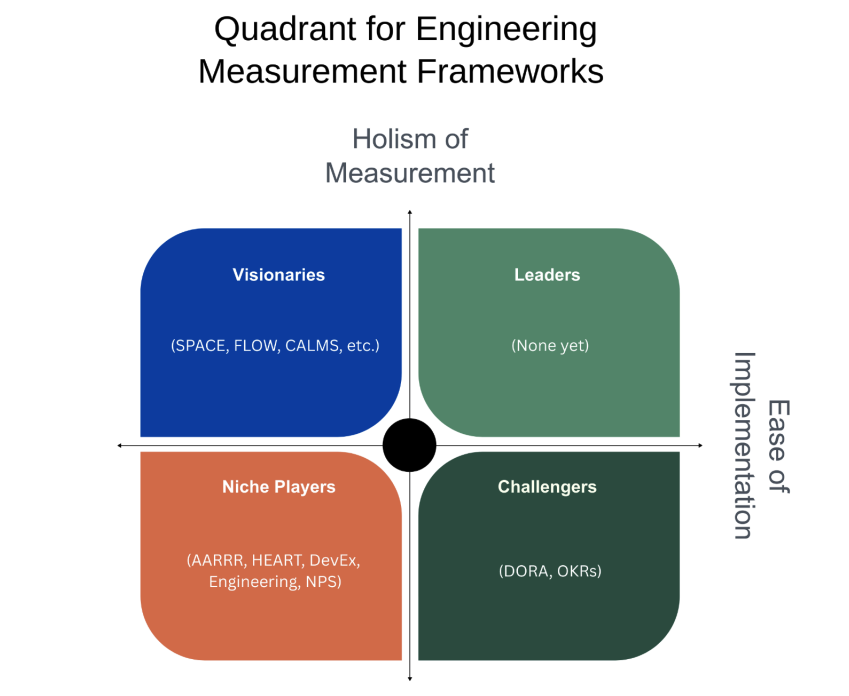 Quadrant for Engineering
Measurement Frameworks
Holism of
Measurement
Visionaries
(SPACE, FLOW, CALMS, etc.)
Leaders
(None yet)
Ease of
Implementation
Niche Players
(AARRR, HEART, DevEx,
Engineering, NPS)
Challengers
(DORA, OKRs)